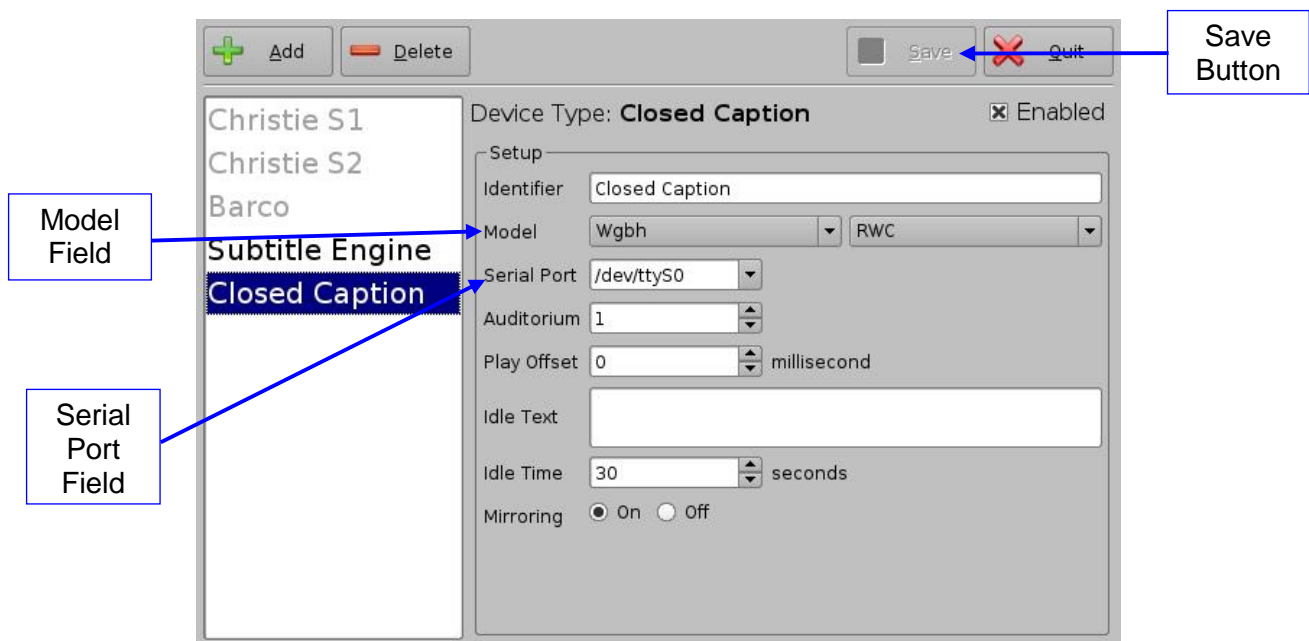 Add
Delete
Save
Quit
Save
Button
Christie S1
Christie S2
Barco
Subtitle Engine
Closed Caption
Device Type: Closed Caption
Enabled
Setup
Identifier Closed Caption
Model Wgbh RWC
Serial Port /dev/ttyS0
Auditorium 1
Play Offset 0 millisecond
Idle Text
Idle Time 30 seconds
Mirroring On Off
Model
Field
Serial
Port
Field